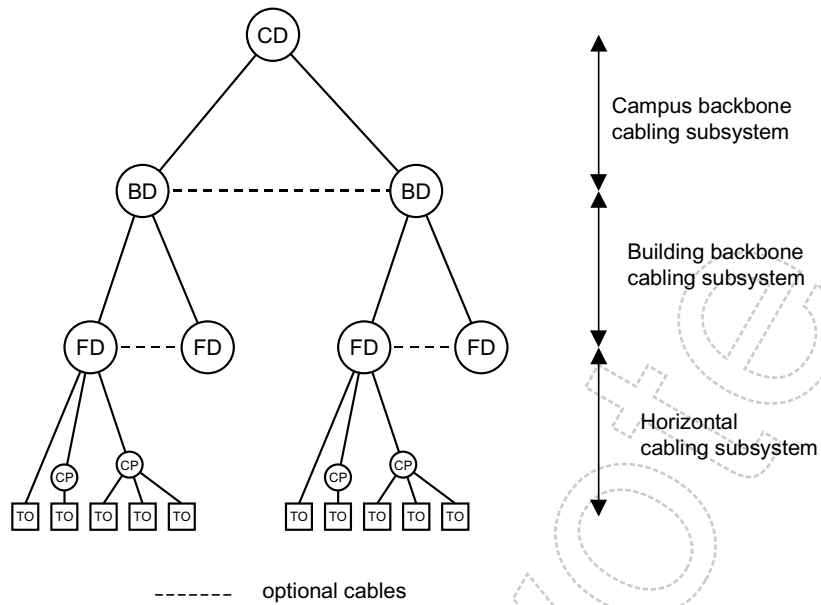 CD
Campus backbone
cabling subsystem
BD BD
Building backbone
cabling subsystem
FD FD FD FD
Horizontal
cabling subsystem
CP CP CP CP
TO TO TO TO TO TO TO TO TO TO
optional cables